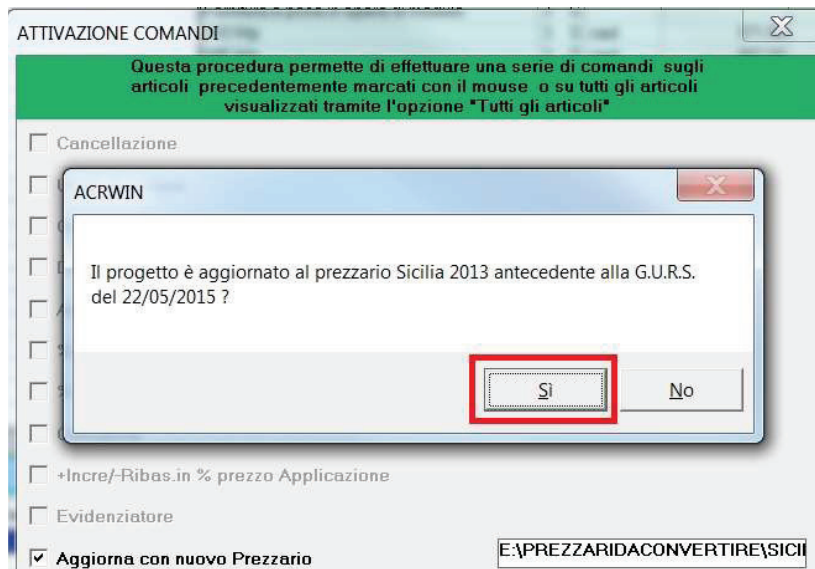 ATTIVAZIONE COMANDI
Questa procedura permette di effettuare una serie di comandi sugli
articoli precedentemente marcati con il mouse o su tutti gli articoli
visualizzati tramite l'opzione "Tutti gli articoli"
Cancellazione
ACRWIN
Il progetto è aggiornato al prezzario Sicilia 2013 antecedente alla G.U.R.S.
del 22/05/2015 ?
Sì
No
+Incre/-Ribas.in % prezzo Applicazione
Evidenziatore
Aggiorna con nuovo Prezzario
E:\PREZZARIDACONVERTIRE\SICII